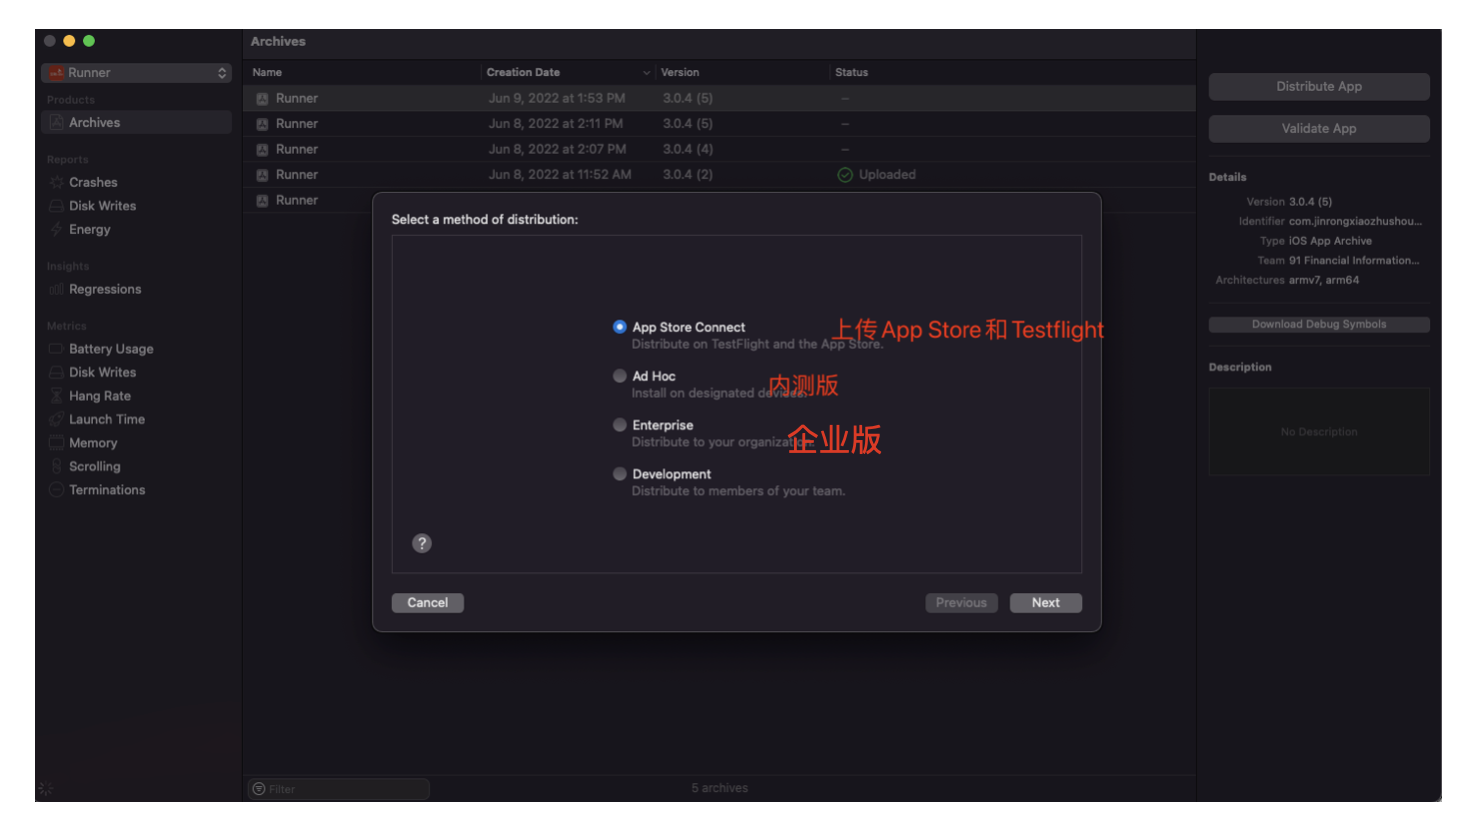 Archives
Runner
Name Creation Date Version Status
Products
Archives
Runner Jun 9, 2022 at 1:53 PM 3.0.4 (5) –
Runner Jun 8, 2022 at 2:11 PM 3.0.4 (5) –
Runner Jun 8, 2022 at 2:07 PM 3.0.4 (4) –
Runner Jun 8, 2022 at 11:52 AM 3.0.4 (2) Uploaded
Runner
Reports
Crashes
Disk Writes
Energy
Insights
Regressions
Metrics
Battery Usage
Disk Writes
Hang Rate
Launch Time
Memory
Scrolling
Terminations
Select a method of distribution:
App Store Connect
上传 App Store 和 Testflight
Distribute on TestFlight and the App Store.
Ad Hoc
内测版
Install on designated devices.
Enterprise
企业版
Distribute to your organization.
Development
Distribute to members of your team.
?
Cancel Previous Next
Distribute App
Validate App
Details
Version 3.0.4 (5)
Identifier com.jinrongxiaozhushou...
Type iOS App Archive
Team 91 Financial Information...
Architectures armv7, arm64
Download Debug Symbols
Description
No Description
Filter
5 archives